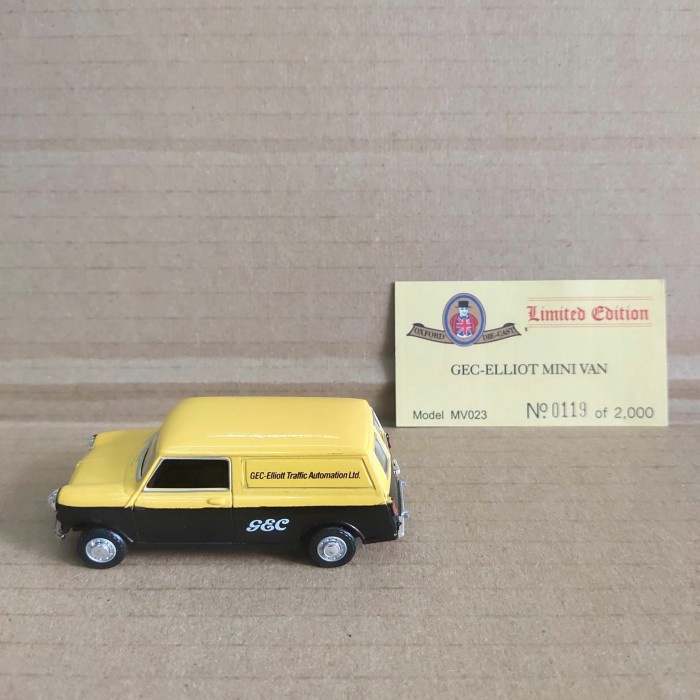 OXFORD DIE-CAST
Limited Edition
GEC-ELLIOT MINI VAN
Model MV023
Nº 0119 of 2,000
GEC-Elliott Traffic Automation Ltd.
GEC